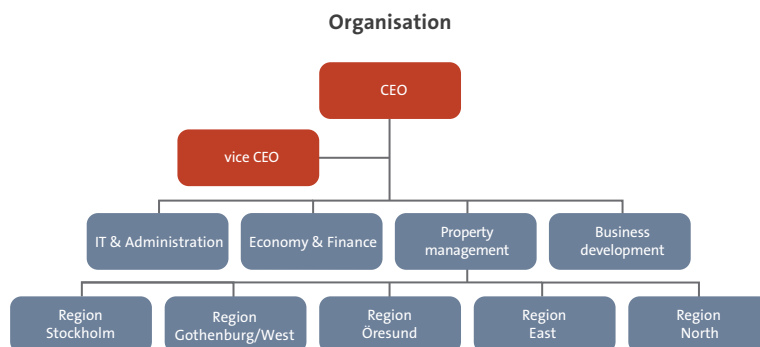 Organisation
CEO
vice CEO
IT & Administration
Economy & Finance
Property
management
Business
development
Region
Stockholm
Region
Gothenburg/West
Region
Öresund
Region
East
Region
North